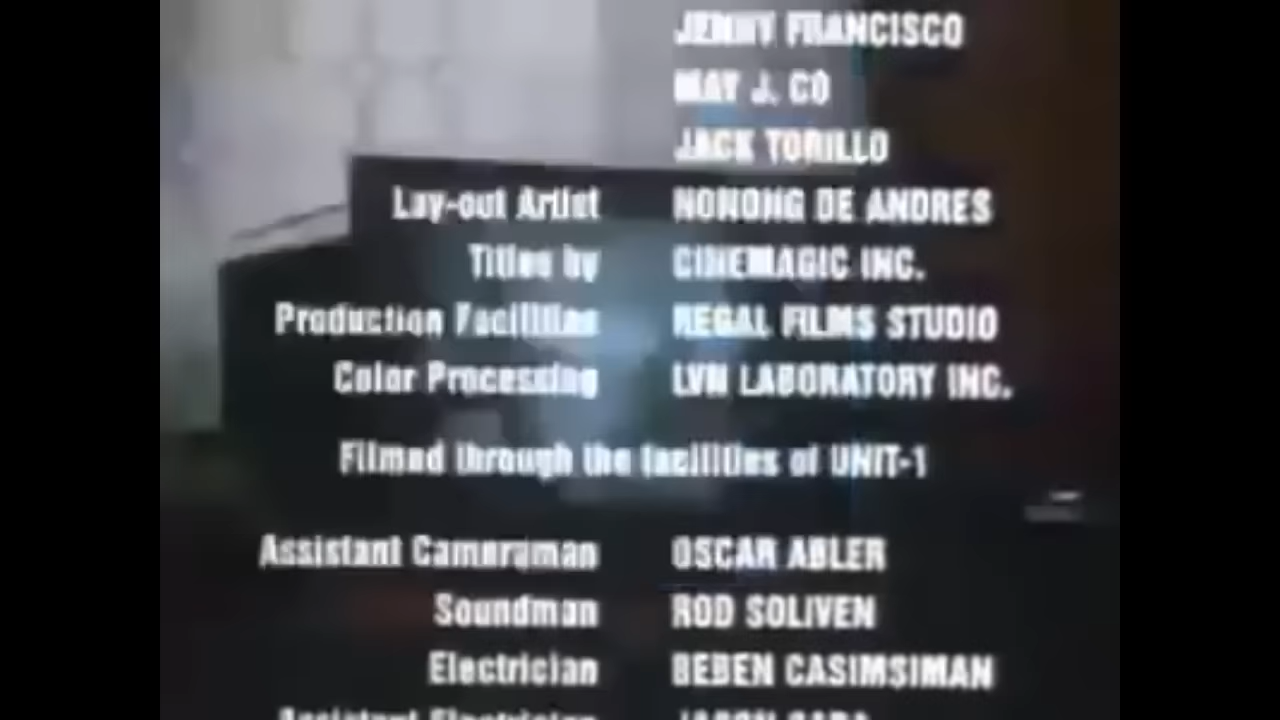 JENNY FRANCISCO
MAY J. CO
JACK TORILLO
Lay-out Artist NONONG DE ANDRES
Titles by CINEMAGIC INC.
Production Facilities REGAL FILMS STUDIO
Color Processing LVN LABORATORY INC.
Filmed through the facilities of UNIT-1
Assistant Cameraman OSCAR ABLER
Soundman ROD SOLIVEN
Electrician BEBEN CASIMSIMAN
Assistant Electrician